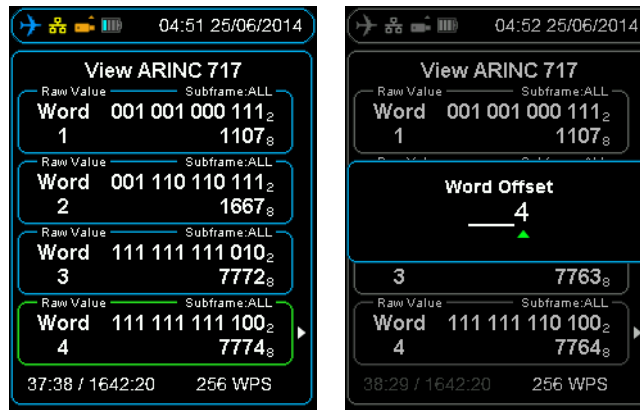 04:51 25/06/2014
View ARINC 717
Raw Value Subframe:ALL
Word 001 001 000 111₂
1 1107₈
Raw Value Subframe:ALL
Word 001 110 110 111₂
2 1667₈
Raw Value Subframe:ALL
Word 111 111 111 010₂
3 7772₈
Raw Value Subframe:ALL
Word 111 111 111 100₂
4 7774₈
37:38 / 1642:20 256 WPS
04:52 25/06/2014
View ARINC 717
Raw Value Subframe:ALL
Word 001 001 000 111₂
1 1107₈
Word Offset
____4
3 7763₈
Raw Value Subframe:ALL
Word 111 111 110 100₂
4 7764₈
38:29 / 1642:20 256 WPS